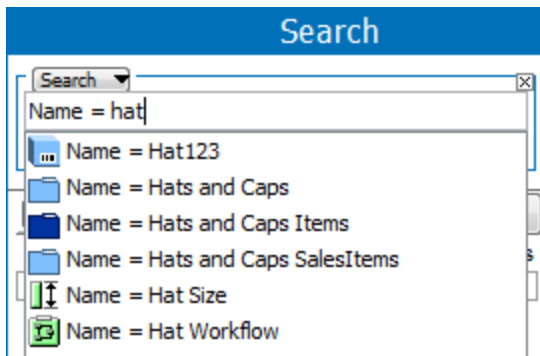 Search
Search
Name = hat
Name = Hat123
Name = Hats and Caps
Name = Hats and Caps Items
Name = Hats and Caps SalesItems
Name = Hat Size
Name = Hat Workflow